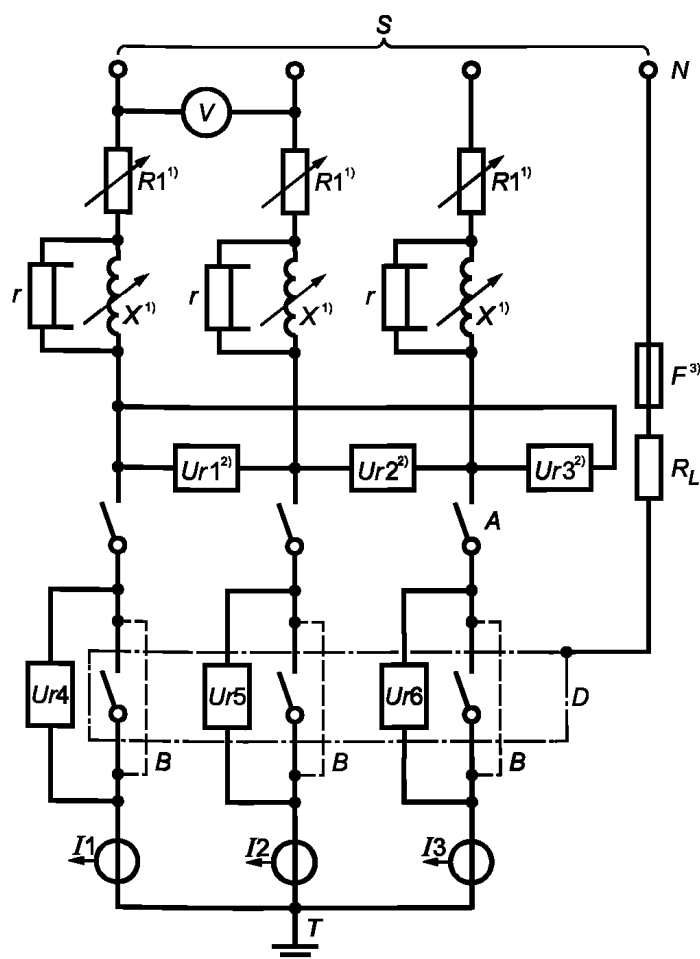 S
N
V
R1¹⁾ R1¹⁾ R1¹⁾
r X¹⁾ r X¹⁾ r X¹⁾
F³⁾
Ur1²⁾ Ur2²⁾ Ur3²⁾ R_L
A
Ur4 Ur5 Ur6 D
B B B
I1 I2 I3
T